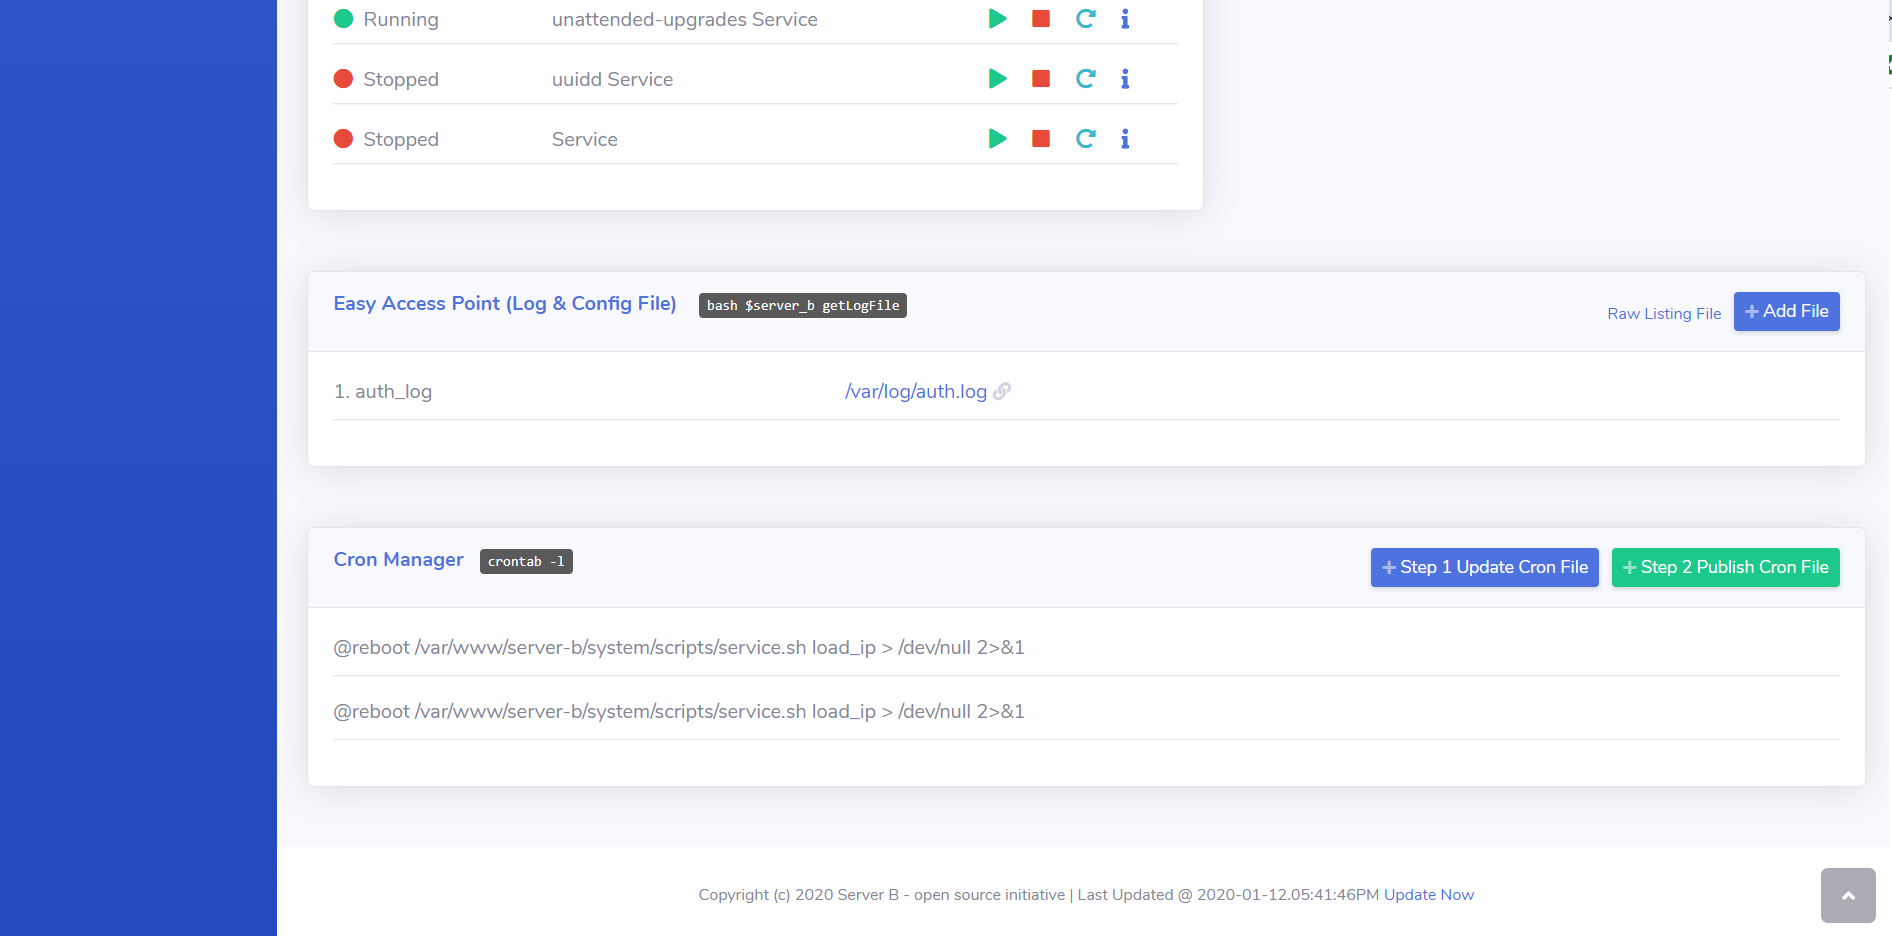 Running unattended-upgrades Service
Stopped uuidd Service
Stopped Service
Easy Access Point (Log & Config File) bash $server_b getLogFile Raw Listing File + Add File
1. auth_log /var/log/auth.log
Cron Manager crontab -l + Step 1 Update Cron File + Step 2 Publish Cron File
@reboot /var/www/server-b/system/scripts/service.sh load_ip > /dev/null 2>&1
@reboot /var/www/server-b/system/scripts/service.sh load_ip > /dev/null 2>&1
Copyright (c) 2020 Server B - open source initiative | Last Updated @ 2020-01-12.05:41:46PM Update Now